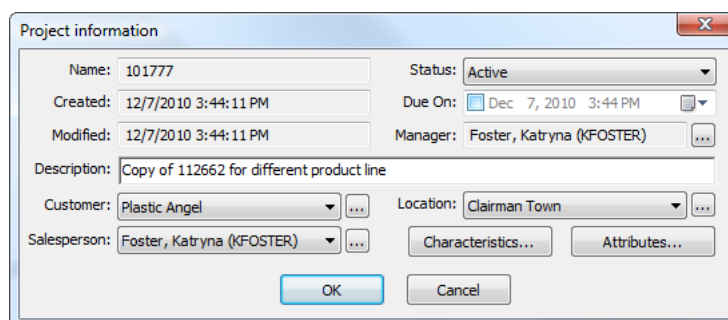 Project information
Name: 101777 Status: Active
Created: 12/7/2010 3:44:11 PM Due On: Dec 7, 2010 3:44 PM
Modified: 12/7/2010 3:44:11 PM Manager: Foster, Katryna (KFOSTER) ...
Description: Copy of 112662 for different product line
Customer: Plastic Angel ... Location: Clairman Town ...
Salesperson: Foster, Katryna (KFOSTER) ... Characteristics... Attributes...
OK Cancel